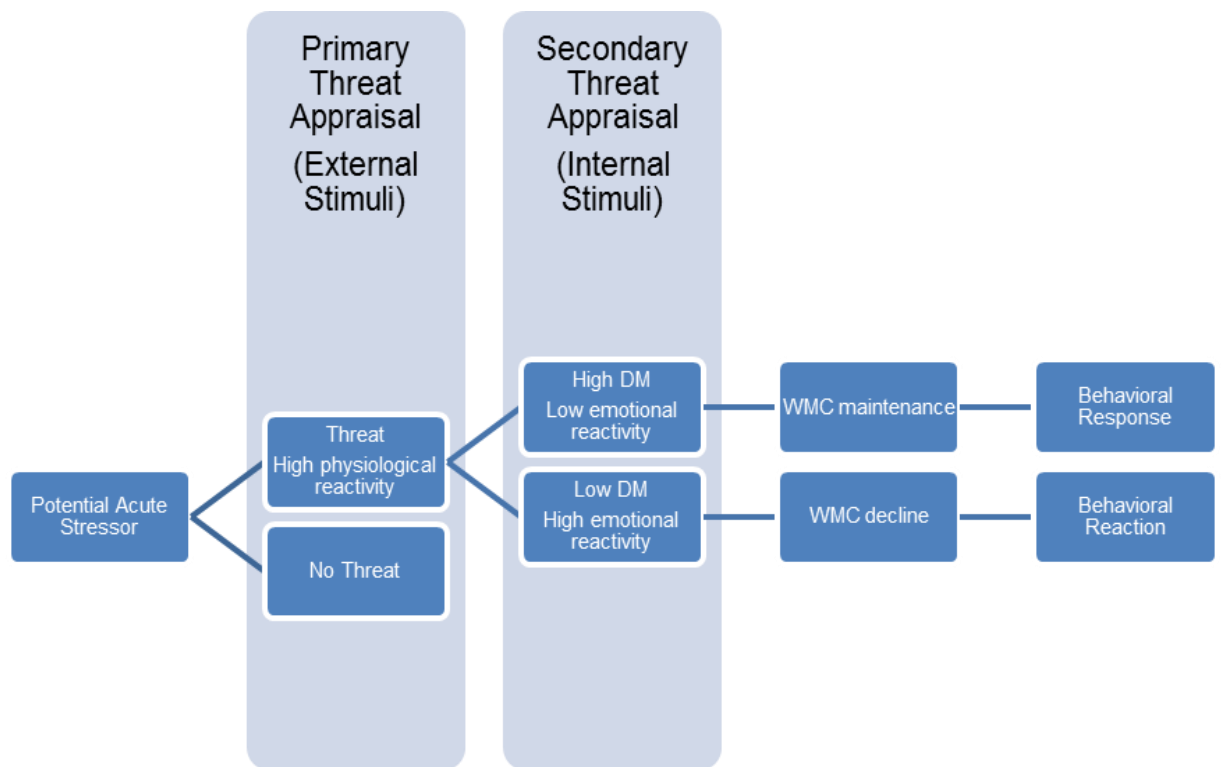 Primary
Threat
Appraisal
(External
Stimuli)
Secondary
Threat
Appraisal
(Internal
Stimuli)
Potential Acute
Stressor
Threat
High physiological
reactivity
No Threat
High DM
Low emotional
reactivity
Low DM
High emotional
reactivity
WMC maintenance
WMC decline
Behavioral
Response
Behavioral
Reaction